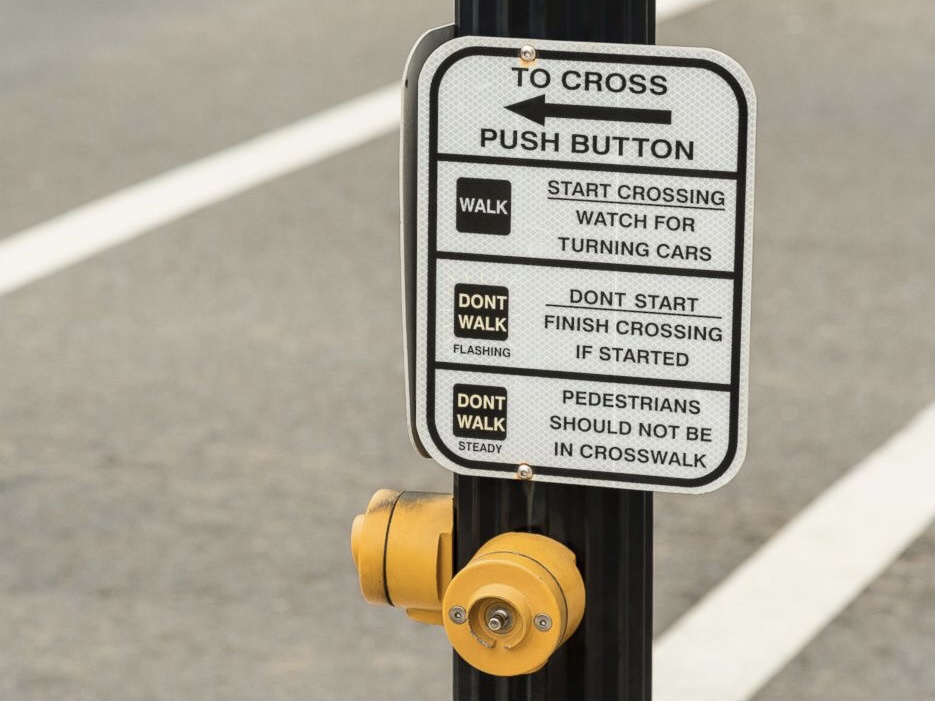 TO CROSS
PUSH BUTTON
WALK
START CROSSING
WATCH FOR
TURNING CARS
DONT
WALK
FLASHING
DONT START
FINISH CROSSING
IF STARTED
DONT
WALK
STEADY
PEDESTRIANS
SHOULD NOT BE
IN CROSSWALK